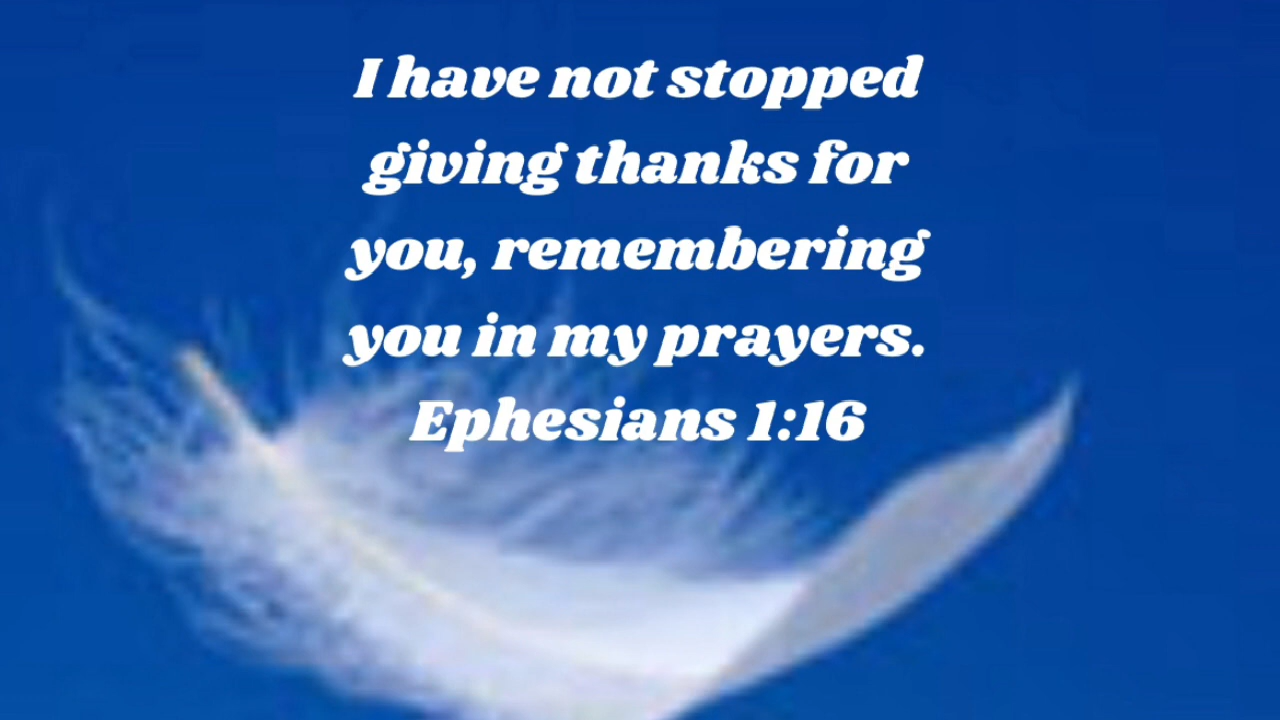 I have not stopped
giving thanks for
you, remembering
you in my prayers.
Ephesians 1:16